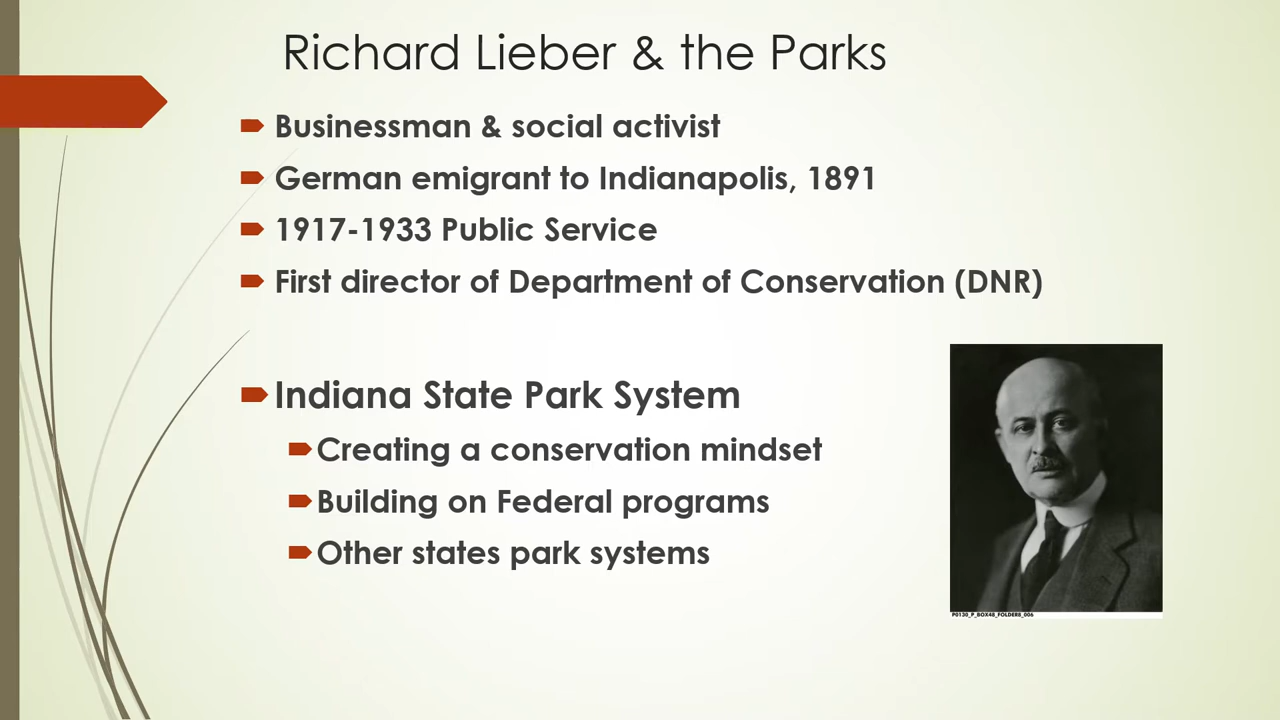 Richard Lieber & the Parks
Businessman & social activist
German emigrant to Indianapolis, 1891
1917-1933 Public Service
First director of Department of Conservation (DNR)
Indiana State Park System
Creating a conservation mindset
Building on Federal programs
Other states park systems
P0130_P_BOX48_FOLDER8_006